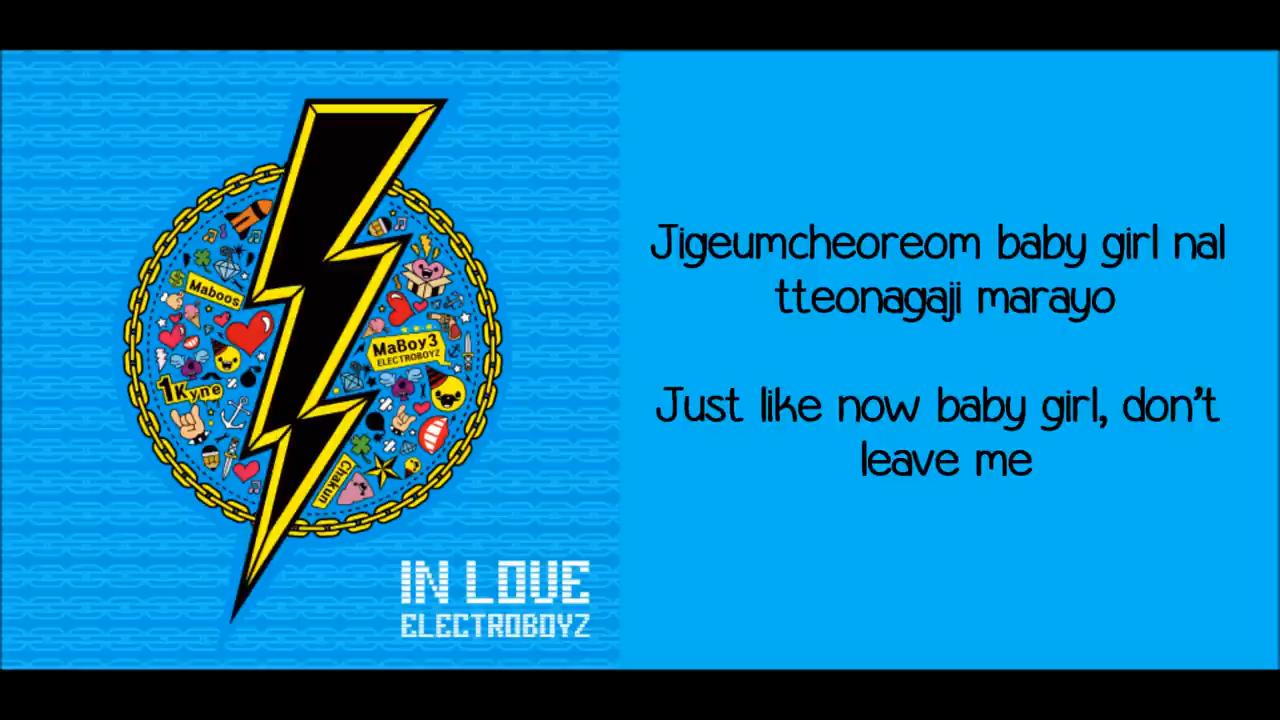 Maboos
MaBoy3
ELECTROBOYZ
1Kyne
Chakun
IN LOVE
ELECTROBOYZ
Jigeumcheoreom baby girl nal
tteonagaji marayo
Just like now baby girl, don't
leave me